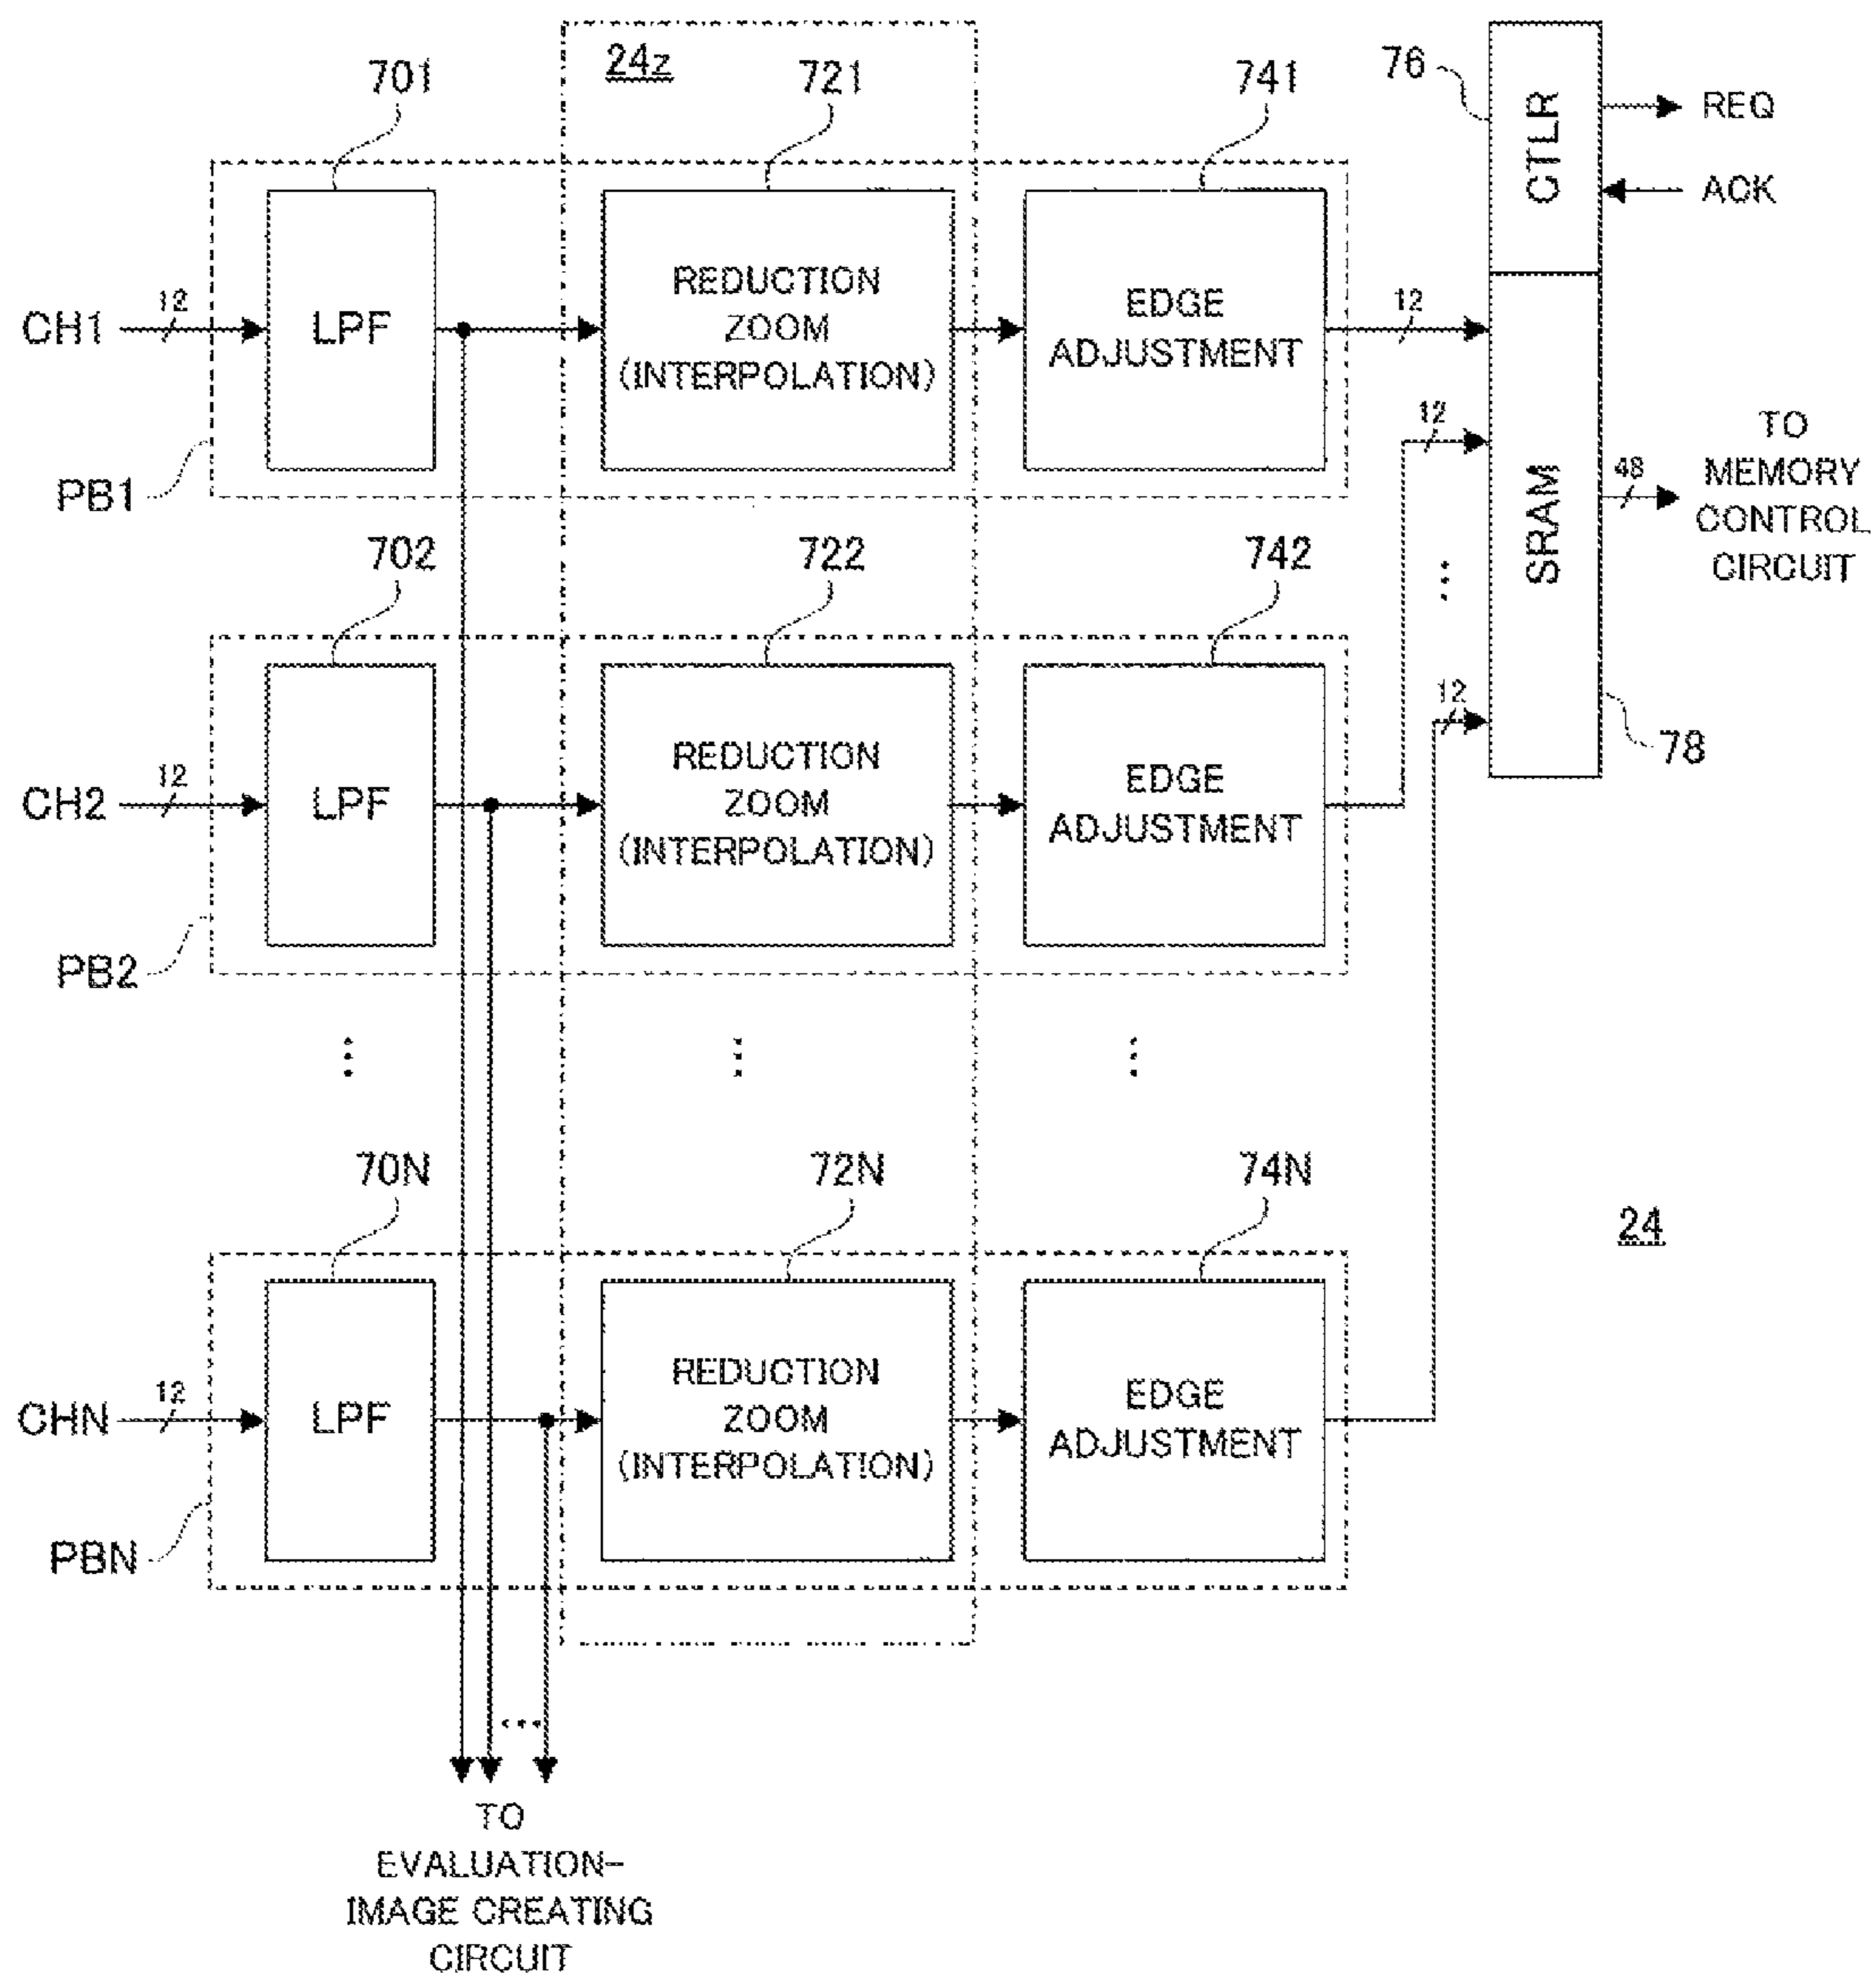 24z
701
721
741
76
CTLR
REQ
ACK
CH1
12
LPF
REDUCTION
ZOOM
(INTERPOLATION)
EDGE
ADJUSTMENT
12
PB1
12
SRAM
48
TO
MEMORY
CONTROL
CIRCUIT
702
722
742
...
CH2
12
LPF
REDUCTION
ZOOM
(INTERPOLATION)
EDGE
ADJUSTMENT
12
78
PB2
...
...
...
70N
72N
74N
24
CHN
12
LPF
REDUCTION
ZOOM
(INTERPOLATION)
EDGE
ADJUSTMENT
PBN
...
TO
EVALUATION-
IMAGE CREATING
CIRCUIT